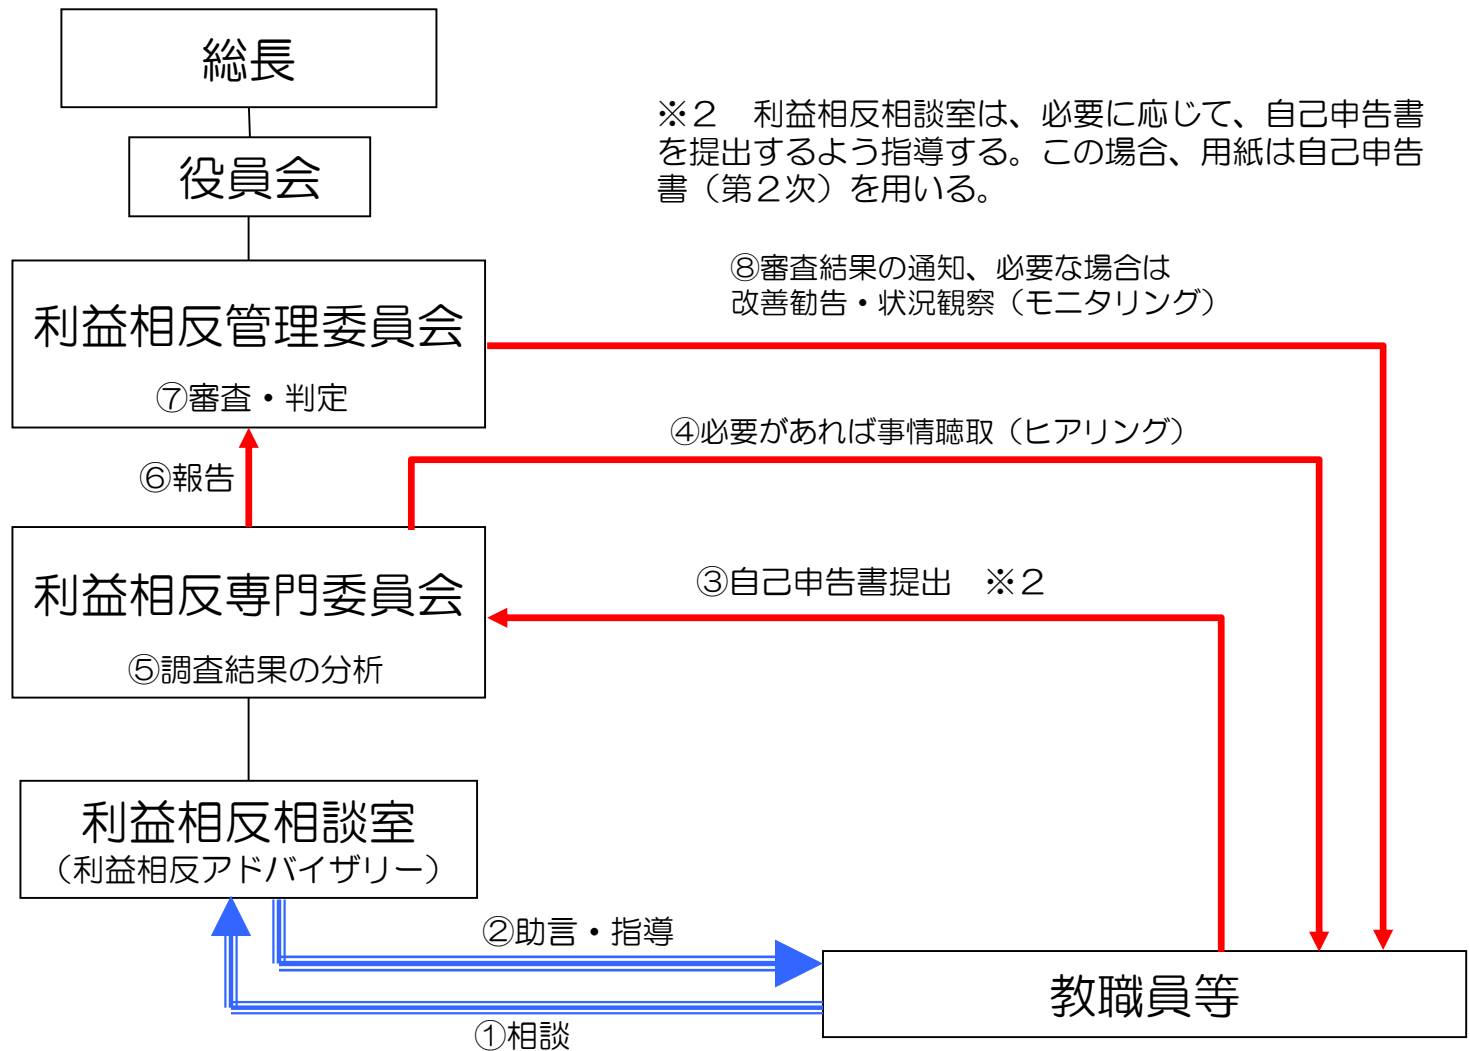 総長
役員会
※２　利益相反相談室は、必要に応じて、自己申告書
を提出するよう指導する。この場合、用紙は自己申告
書（第２次）を用いる。
⑧審査結果の通知、必要な場合は
改善勧告・状況観察（モニタリング）
利益相反管理委員会
⑦審査・判定
④必要があれば事情聴取（ヒアリング）
⑥報告
利益相反専門委員会
③自己申告書提出　※２
⑤調査結果の分析
利益相反相談室
（利益相反アドバイザリー）
②助言・指導
教職員等
①相談